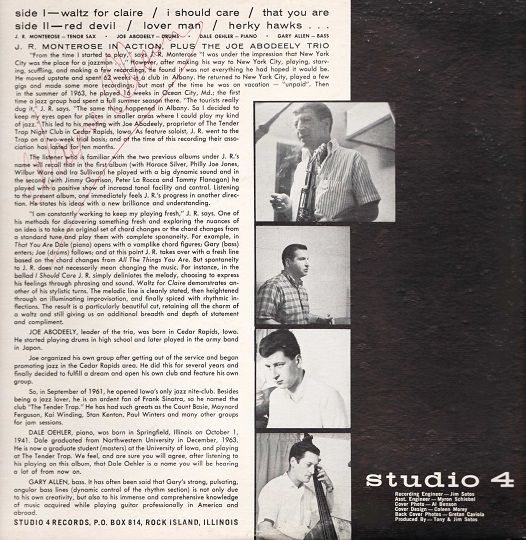 side I—waltz for claire / i should care / that you are
side II—red devil / lover man / herky hawks . . .
J. R. MONTEROSE—TENOR SAX • JOE ABODEELY—DRUMS • DALE OEHLER—PIANO • GARY ALLEN—BASS
J. R. MONTEROSE IN ACTION, PLUS THE JOE ABODEELY TRIO
"From the time I started to play," says J. R. Monterose "I was under the impression that New York
City was the place for a jazzman." However, after making his way to New York City, playing, starv-
ing, scuffling, and making a few recordings, he found it was not everything he had hoped it would be.
He moved upstate and spent 62 weeks in a club in Albany. He returned to New York City, played a few
gigs and made some more recordings but most of the time he was on vacation — "unpaid". Then
in the summer of 1963, he played 16 weeks in Ocean City, Md.; the first
time a jazz group had spent a full summer season there. "The tourists really
dug it," J. R. says. "The same thing happened in Albany. So I decided to
keep my eyes open for places in smaller areas where I could play my kind
of jazz." This led to his meeting with Joe Abodeely, proprietor of The Tender
Trap Night Club in Cedar Rapids, Iowa. As feature soloist, J. R. went to the
Trap on a two-week trial basis; and at the time of this recording their asso-
ciation has lasted for ten months.
The listener who is familiar with the two previous albums under J. R.'s
name will recall that in the first album (with Horace Silver, Philly Joe Jones,
Wilbur Ware and Ira Sullivan) he played with a big dynamic sound and in
the second (with Jimmy Garrison, Pete La Rocca and Tommy Flanagan) he
played with a positive show of increased tonal facility and control. Listening
to the present album, one immediately feels J. R.'s progress in another direc-
tion. He states his ideas with a new brilliance and understanding.
"I am constantly working to keep my playing fresh," J. R. says. One of
his methods for discovering something fresh and exploring the nuances of
an idea is to take an original set of chord changes or the chord changes from
a standard tune and play them with complete spontaneity. For example, in
That You Are Dale (piano) opens with a vamplike chord figures; Gary (bass)
enters; Joe (drums) follows; and at this point J. R. takes over with a fresh line
based on the chord changes from All The Things You Are. But spontaneity
to J. R. does not necessarily mean changing the music. For instance, in the
ballad I Should Care J. R. simply delinates the melody, choosing to express
his feelings through phrasing and sound. Waltz for Claire demonstrates an-
other of his stylistic turns. The melodic line is cleanly stated, then heightened
through an illuminating improvisation, and finally spiced with rhythmic in-
flections. The result is a particularly beautiful cut, retaining all the charm of
a waltz and still giving us an additional breadth and depth of statement
and compliment.
JOE ABODEELY, leader of the trio, was born in Cedar Rapids, Iowa.
He started playing drums in high school and later played in the army band
in Japan.
Joe organized his own group after getting out of the service and began
promoting jazz in the Cedar Rapids area. He did this for several years and
finally decided to fulfill a dream and open his own club and feature his own
group.
So, in September of 1961, he opened Iowa's only jazz nite-club. Besides
being a jazz lover, he is an ardent fan of Frank Sinatra, so he named the
club "The Tender Trap." He has had such greats as the Count Basie, Maynard
Ferguson, Kai Winding, Stan Kenton, Paul Winters and many other groups
for jam sessions.
DALE OEHLER, piano, was born in Springfield, Illinois on October 1,
1941. Dale graduated from Northwestern University in December, 1963.
He is now a graduate student (masters) at the University of Iowa, and playing
at The Tender Trap. We feel, and are sure you will agree, after listening to
his playing on this album, that Dale Oehler is a name you will be hearing
a lot of from now on.
GARY ALLEN, bass. It has often been said that Gary's strong, pulsating,
angular bass lines (dynamic control of the rhythm section) is not only due
to his own creativity, but also to his immense and comprehensive knowledge
of music acquired while playing guitar professionally in America and
abroad.
STUDIO 4 RECORDS, P.O. BOX 814, ROCK ISLAND, ILLINOIS
studio 4
Recording Engineer — Jim Sotos
Asst. Engineer — Myron Schiebel
Cover Photo — Al Benson
Cover Design — Coleen Morey
Back Cover Photos — Gretan Caviola
Produced By — Tony & Jim Sotos